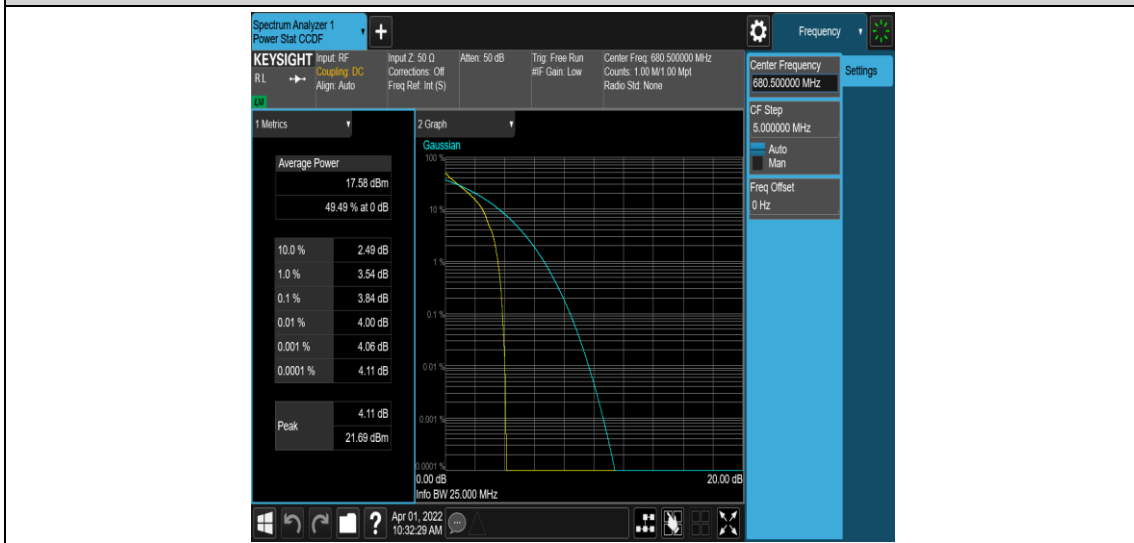 Spectrum Analyzer 1
Power Stat CCDF
+
Frequency
KEYSIGHT
RL
LXI
Input: RF
Coupling: DC
Align: Auto
Input Z: 50 Ω
Corrections: Off
Freq Ref: Int (S)
Atten: 50 dB
Trig: Free Run
#IF Gain: Low
Center Freq: 680.500000 MHz
Counts: 1.00 M/1.00 Mpt
Radio Std: None
Center Frequency
680.500000 MHz
Settings
CF Step
5.000000 MHz
Auto
Man
Freq Offset
0 Hz
1 Metrics
Average Power
17.58 dBm
49.49 % at 0 dB
10.0 % 2.49 dB
1.0 % 3.54 dB
0.1 % 3.84 dB
0.01 % 4.00 dB
0.001 % 4.06 dB
0.0001 % 4.11 dB
Peak
4.11 dB
21.69 dBm
2 Graph
Gaussian
100 %
10 %
1 %
0.1 %
0.01 %
0.001 %
0.0001 %
0.00 dB 20.00 dB
Info BW 25.000 MHz
?
Apr 01, 2022
10:32:29 AM